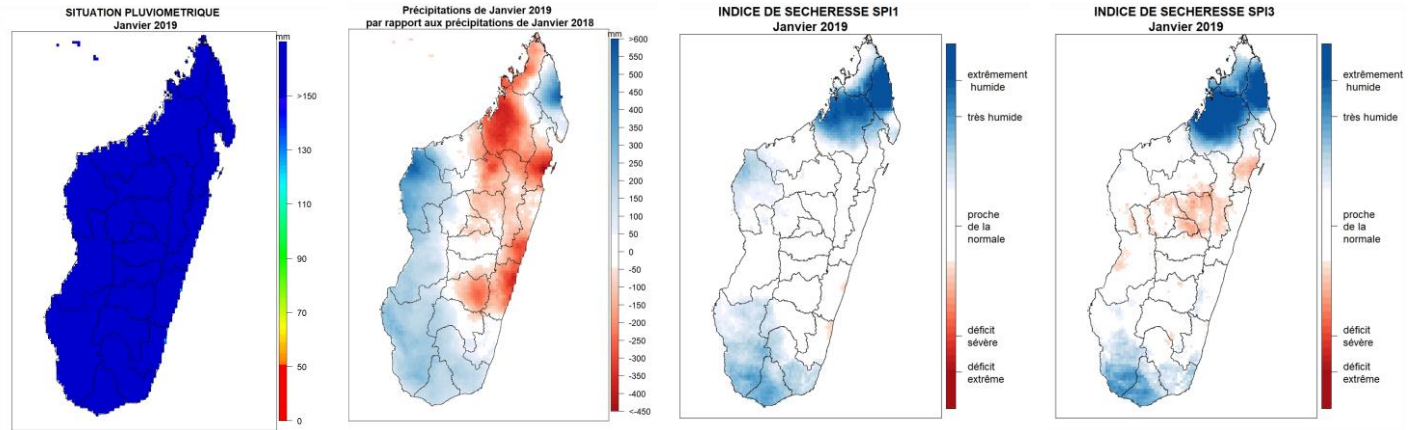 SITUATION PLUVIOMETRIQUE
Janvier 2019
mm
>150
130
110
90
70
50
0
Précipitations de Janvier 2019
par rapport aux précipitations de Janvier 2018
mm
>600
550
500
450
400
350
300
250
200
150
100
50
0
-50
-100
-150
-200
-250
-300
-350
-400
<-450
INDICE DE SECHERESSE SPI1
Janvier 2019
extrêmement
humide
très humide
proche
de la
normale
déficit
sévère
déficit
extrême
INDICE DE SECHERESSE SPI3
Janvier 2019
extrêmement
humide
très humide
proche
de la
normale
déficit
sévère
déficit
extrême